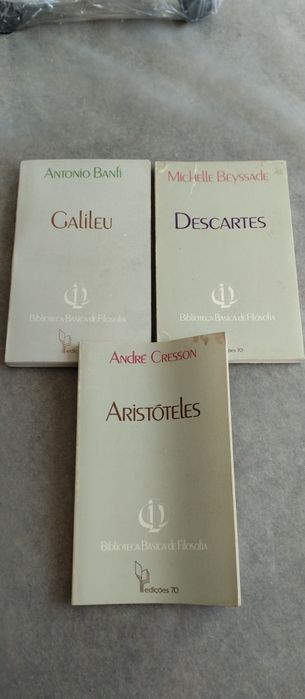 Antonio Banfi
Galileu
Biblioteca Básica de Filosofia
edições
Michelle Beyssade
Descartes
Biblioteca Básica de Filosofia
edições 70
André Cresson
Aristóteles
Biblioteca Básica de Filosofia
edições 70